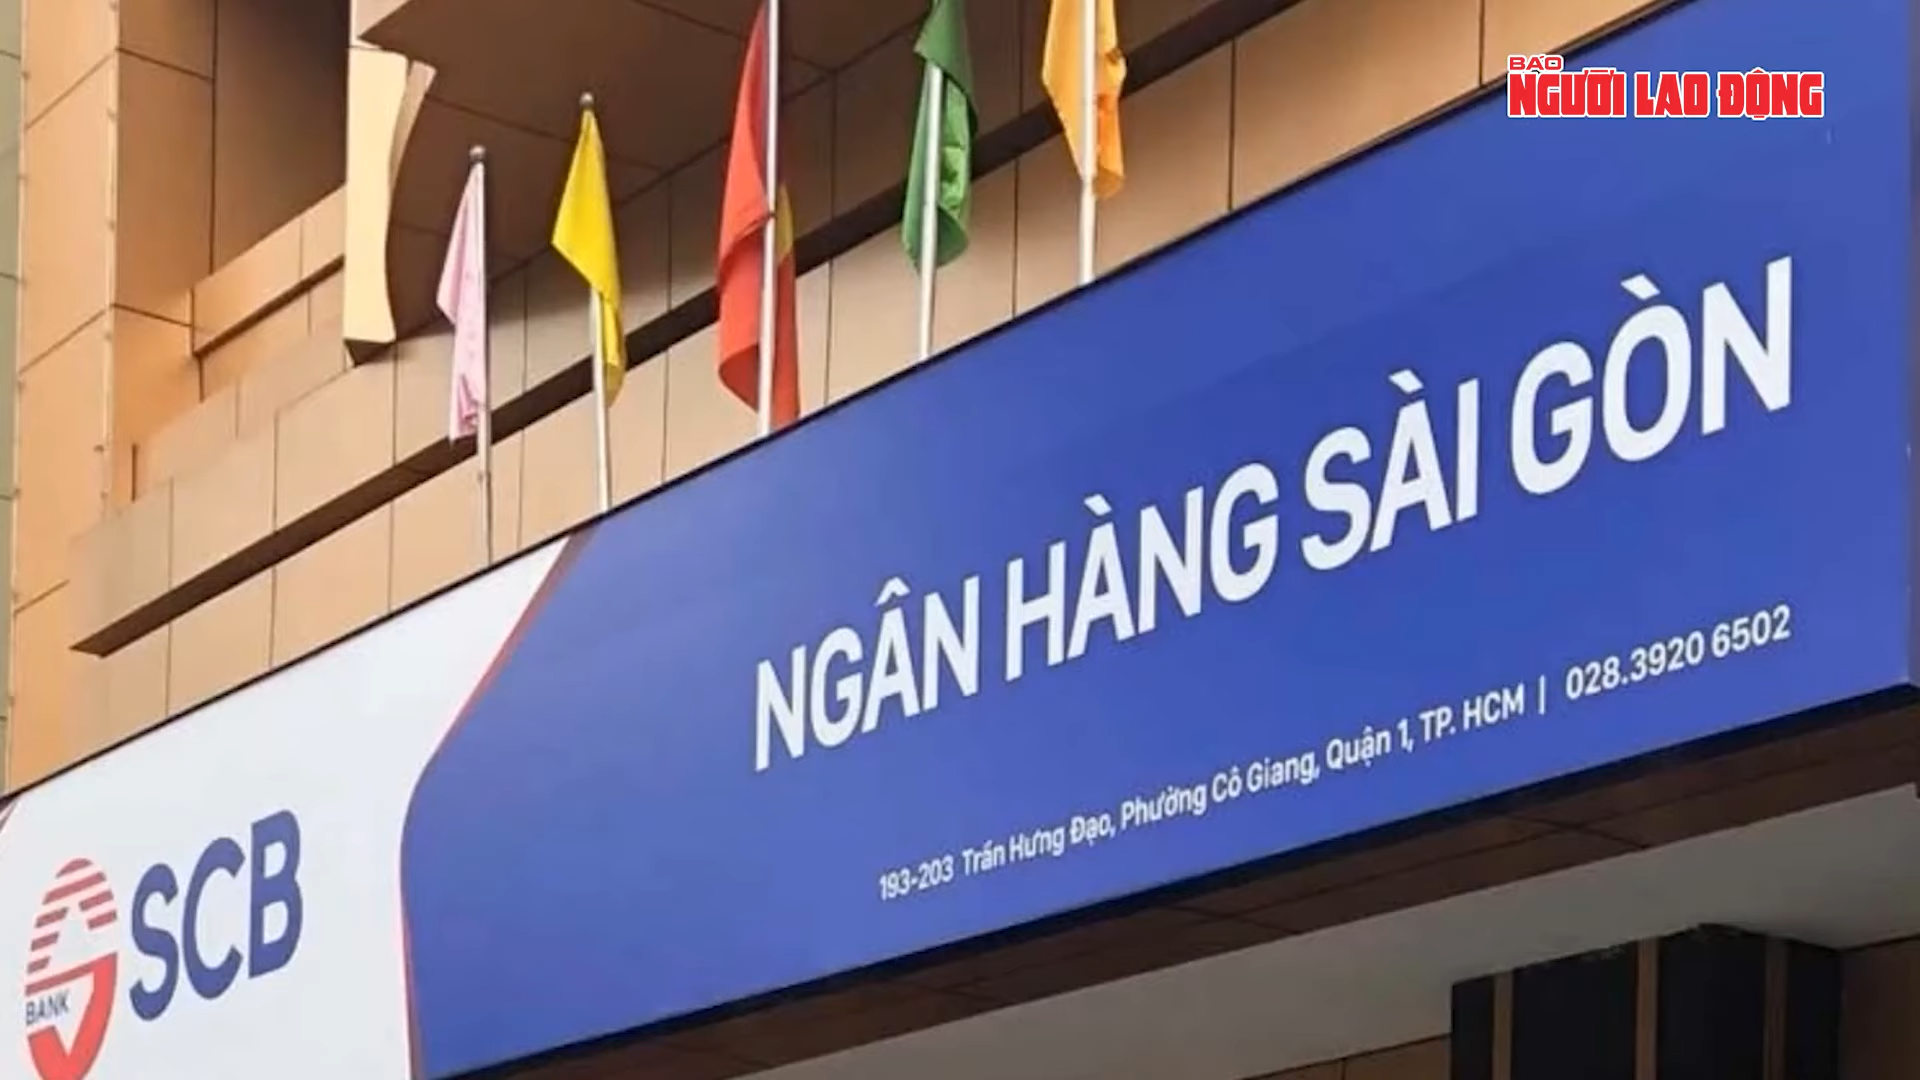 BÁO
NGƯỜI LAO ĐỘNG
NGÂN HÀNG SÀI GÒN
193-203 Trần Hưng Đạo, Phường Cô Giang, Quận 1, TP. HCM | 028.3920 6502
SCB
BANK